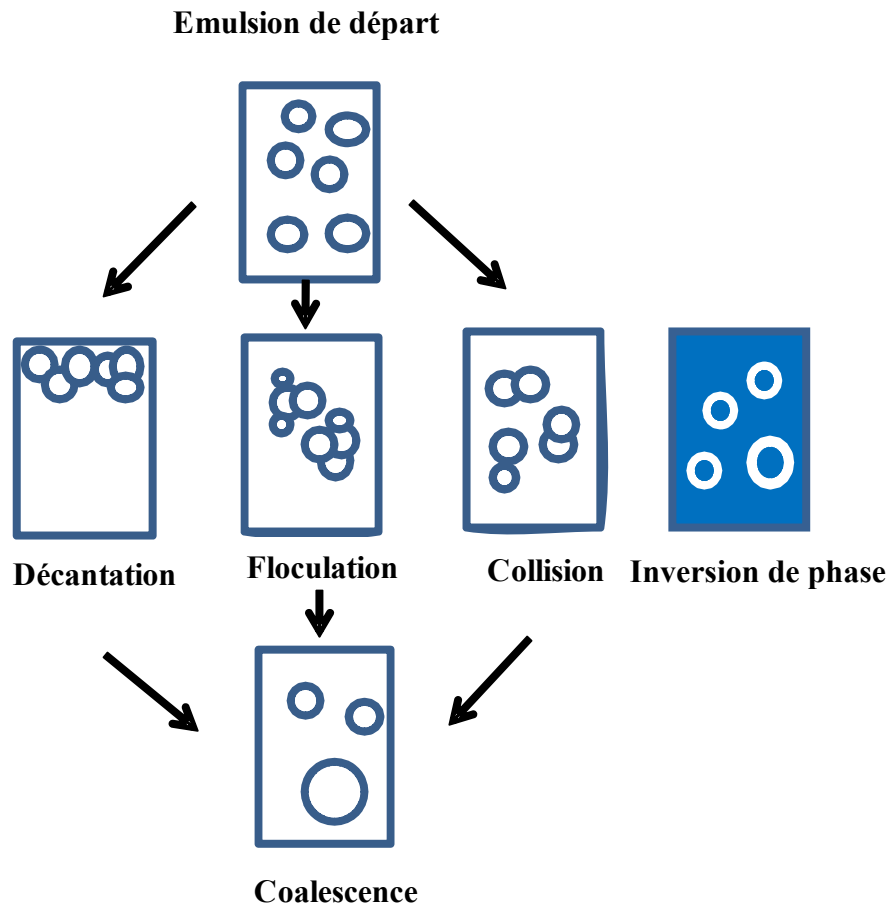 Emulsion de départ
Décantation
Floculation
Collision
Inversion de phase
Coalescence